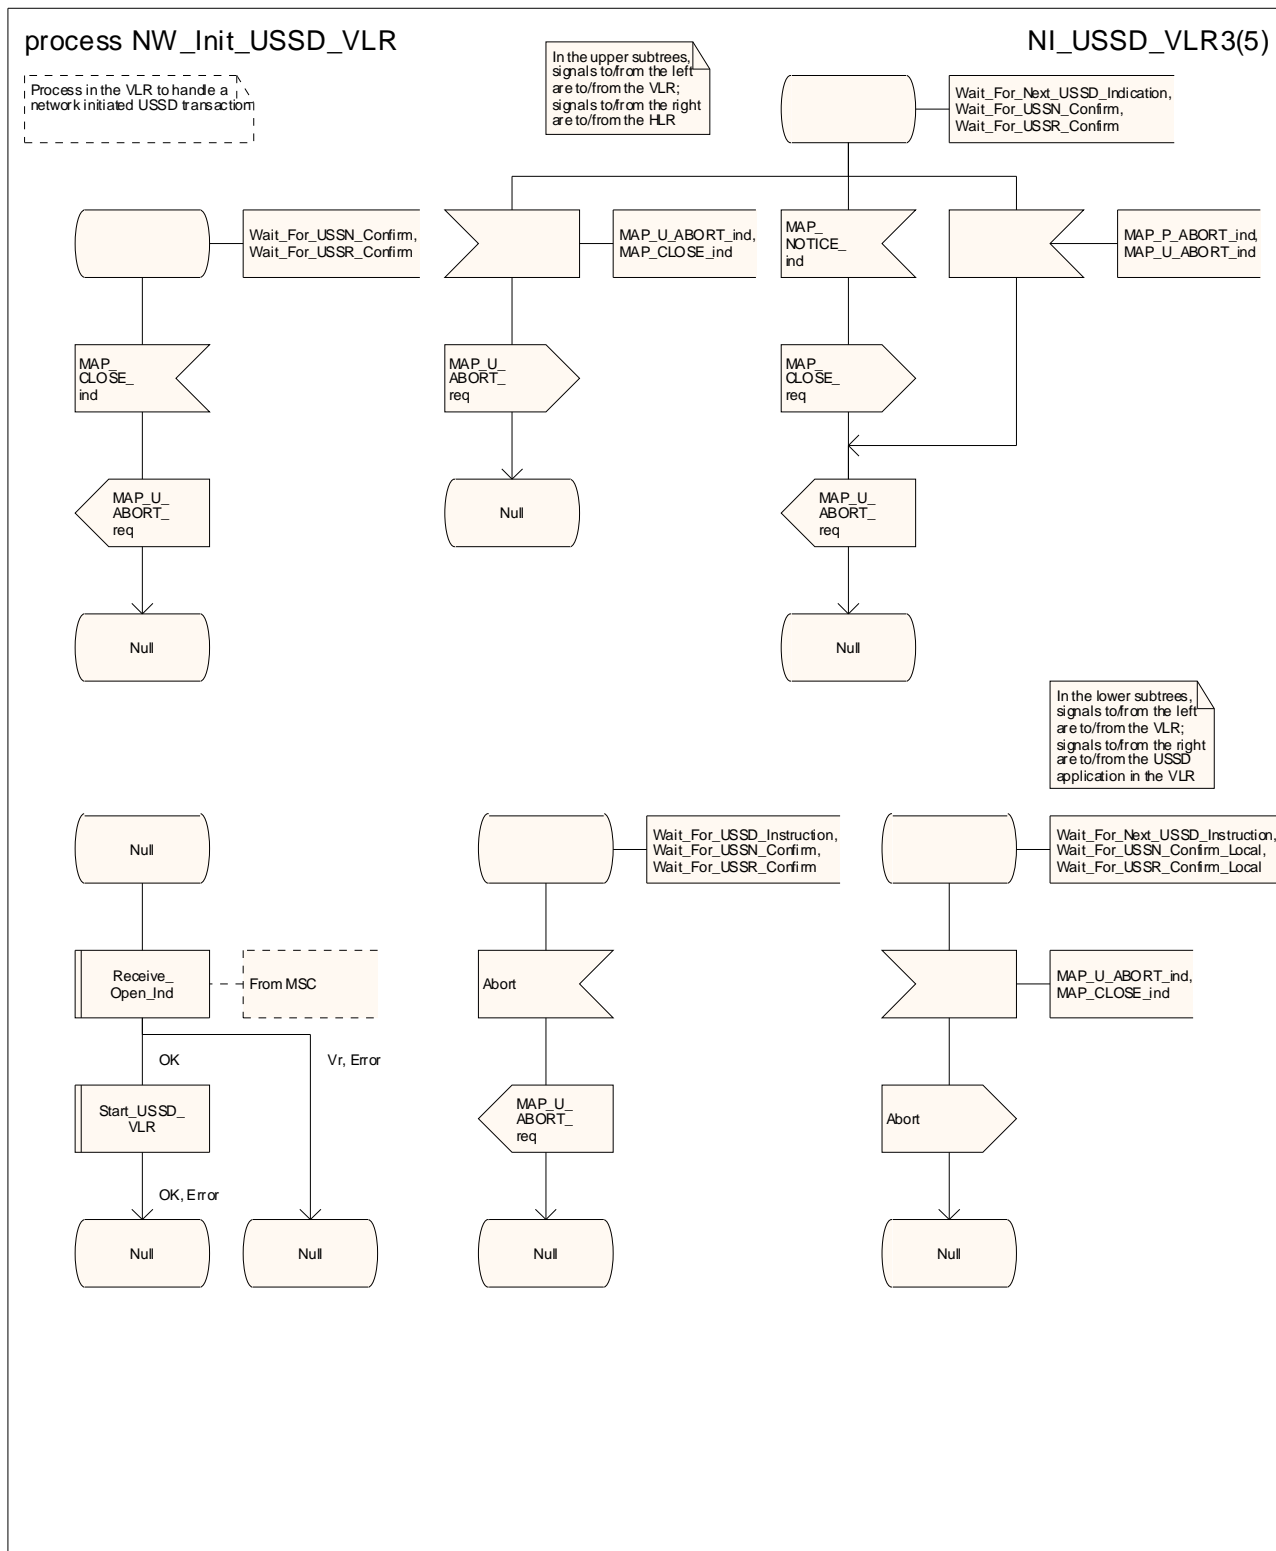 process NW_Init_USSD_VLR
NI_USSD_VLR3(5)
Process in the VLR to handle a
network initiated USSD transaction
In the upper subtrees,
signals to/from the left
are to/from the VLR;
signals to/from the right
are to/from the HLR
Wait_For_Next_USSD_Indication,
Wait_For_USSN_Confirm,
Wait_For_USSR_Confirm
Wait_For_USSN_Confirm,
Wait_For_USSR_Confirm
MAP_U_ABORT_ind,
MAP_CLOSE_ind
MAP_
NOTICE_
ind
MAP_P_ABORT_ind,
MAP_U_ABORT_ind
MAP_
CLOSE_
ind
MAP_U_
ABORT_
req
MAP_
CLOSE_
req
MAP_U_
ABORT_
req
Null
MAP_U_
ABORT_
req
Null
Null
In the lower subtrees,
signals to/from the left
are to/from the VLR;
signals to/from the right
are to/from the USSD
application in the VLR
Null
Wait_For_USSD_Instruction,
Wait_For_USSN_Confirm,
Wait_For_USSR_Confirm
Wait_For_Next_USSD_Instruction,
Wait_For_USSN_Confirm_Local,
Wait_For_USSR_Confirm_Local
Receive_
Open_Ind
From MSC
Abort
MAP_U_ABORT_ind,
MAP_CLOSE_ind
OK
Vr, Error
Start_USSD_
VLR
MAP_U_
ABORT_
req
Abort
OK, Error
Null
Null
Null
Null